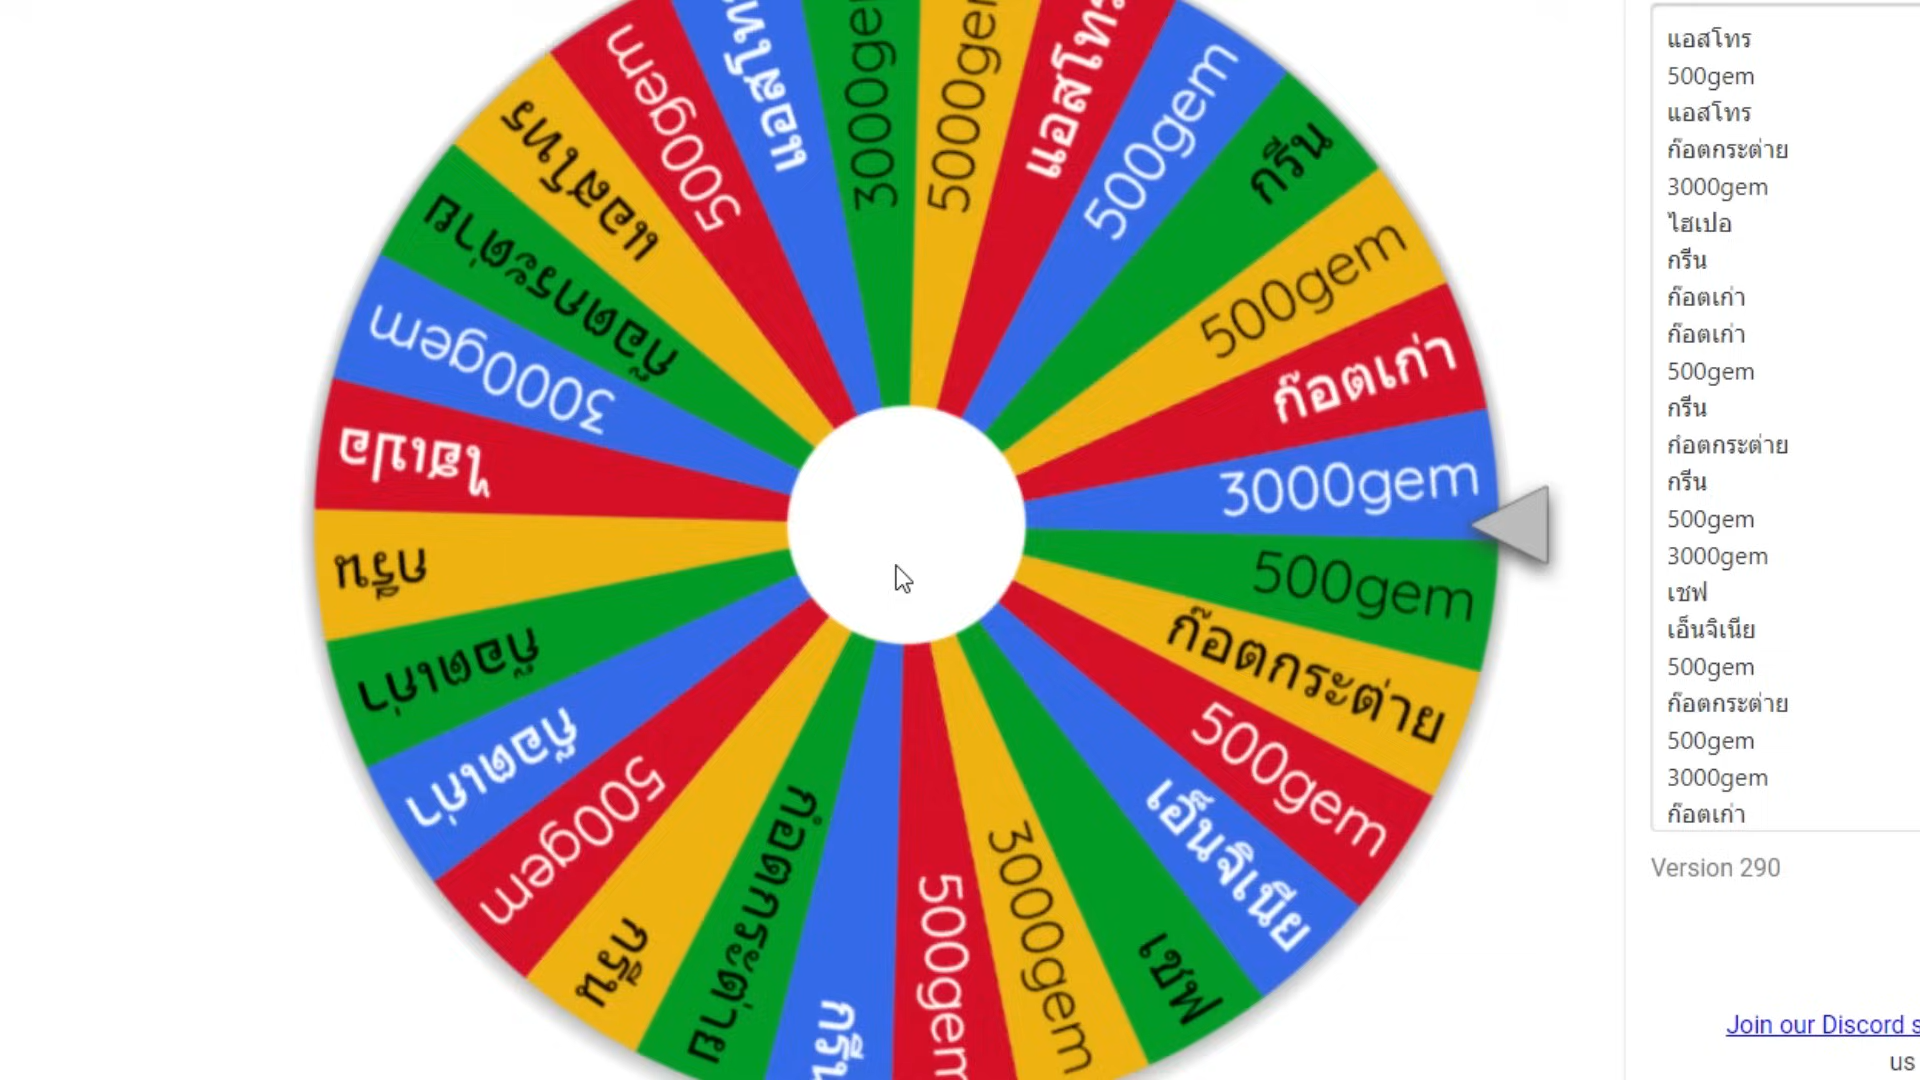 3000ge
5000gem
แอสโทร
500gem
กรีน
500gem
ก๊อตเก่า
3000gem
500gem
ก๊อตกระต่าย
500gem
เอ็นจิเนีย
เชฟ
3000gem
500gem
กรีน
ก๋อตกระต่าย
กรีน
500gem
ก๊อตเก่า
ก๊อตเก่า
กรีน
ไฮเปอ
3000gem
ก๊อตกระต่าย
แอสโทร
500gem
แอสโท
แอสโทร
500gem
แอสโทร
ก๊อตกระต่าย
3000gem
ไฮเปอ
กรีน
ก๊อตเก่า
ก๊อตเก่า
500gem
กรีน
ก๋อตกระต่าย
กรีน
500gem
3000gem
เชฟ
เอ็นจิเนีย
500gem
ก๊อตกระต่าย
500gem
3000gem
ก๊อตเก่า
Version 290
Join our Discord s
us